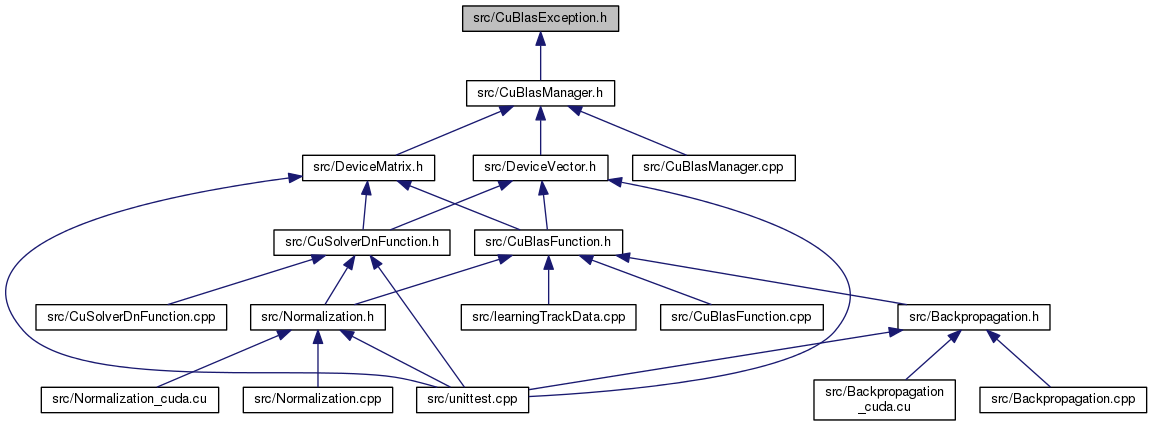 src/CuBlasException.h
src/CuBlasManager.h
src/DeviceMatrix.h
src/DeviceVector.h
src/CuBlasManager.cpp
src/CuSolverDnFunction.h
src/CuBlasFunction.h
src/CuSolverDnFunction.cpp
src/Normalization.h
src/learningTrackData.cpp
src/CuBlasFunction.cpp
src/Backpropagation.h
src/Normalization_cuda.cu
src/Normalization.cpp
src/unittest.cpp
src/Backpropagation
_cuda.cu
src/Backpropagation.cpp